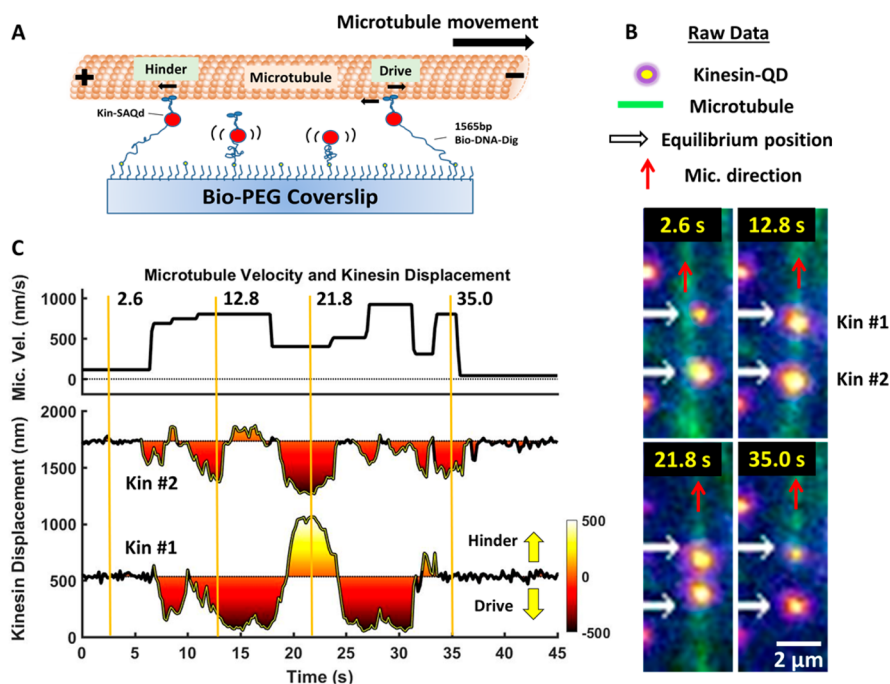 A
Microtubule movement
+
Hinder
Microtubule
Drive
−
Kin-SAQd
1565bp
Bio-DNA-Dig
Bio-PEG Coverslip
B
Raw Data
Kinesin-QD
Microtubule
Equilibrium position
Mic. direction
2.6 s
12.8 s
Kin #1
Kin #2
21.8 s
35.0 s
2 µm
C
Microtubule Velocity and Kinesin Displacement
Mic. Vel. (nm/s)
1000
500
0
2.6
12.8
21.8
35.0
Kinesin Displacement (nm)
2000
1500
1000
500
0
Kin #2
Kin #1
Hinder
Drive
500
0
-500
0 5 10 15 20 25 30 35 40 45
Time (s)